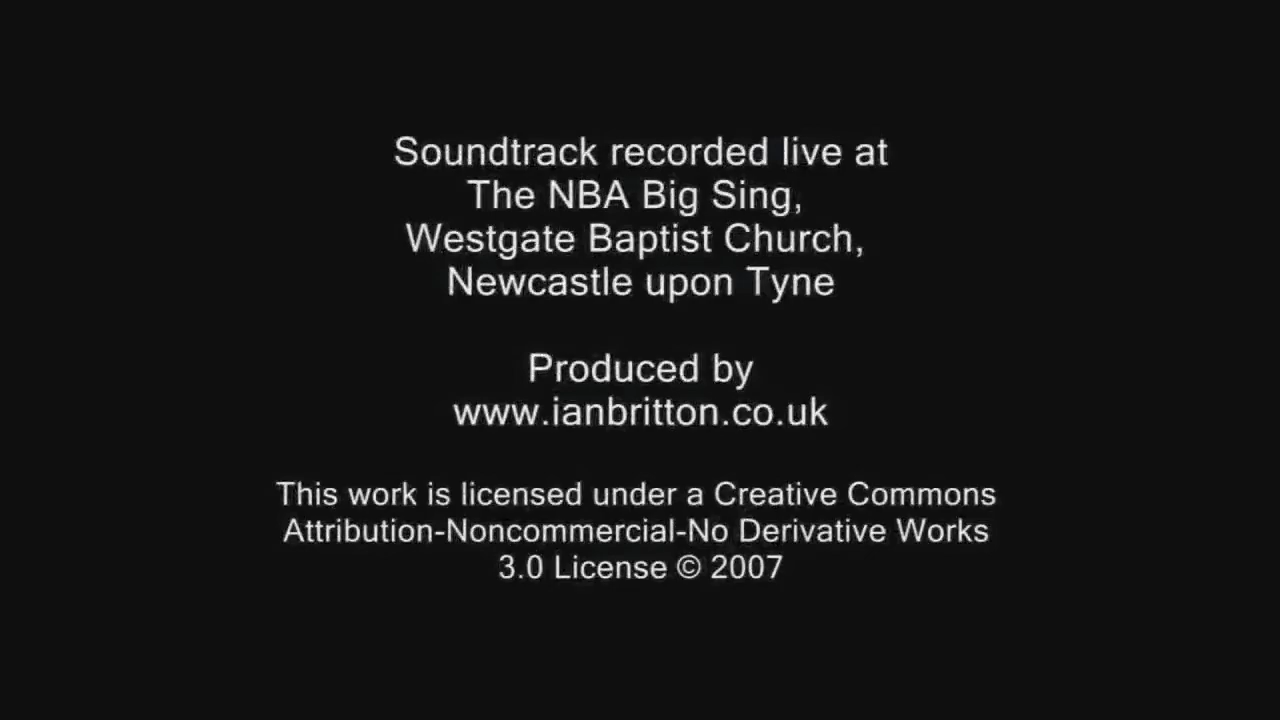 Soundtrack recorded live at
The NBA Big Sing,
Westgate Baptist Church,
Newcastle upon Tyne
Produced by
www.ianbritton.co.uk
This work is licensed under a Creative Commons
Attribution-Noncommercial-No Derivative Works
3.0 License © 2007